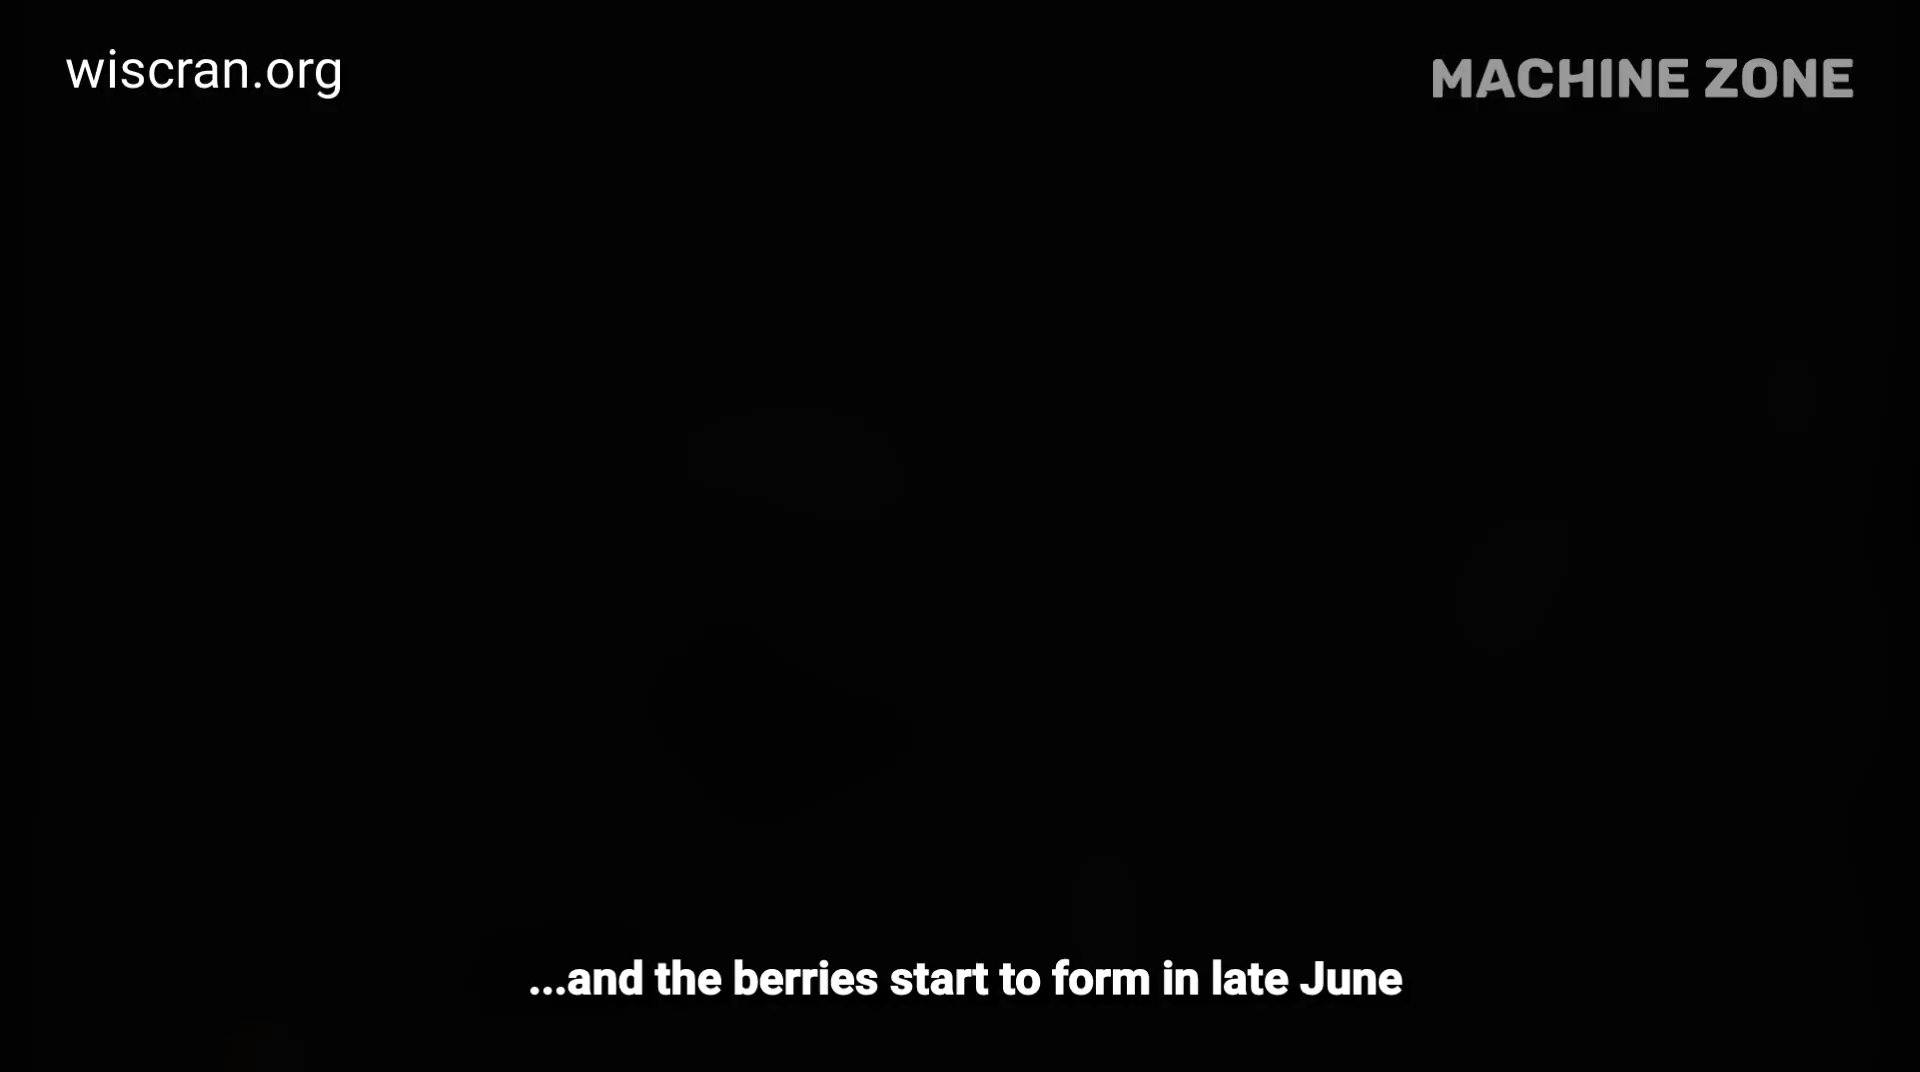 wiscran.org
MACHINE ZONE
...and the berries start to form in late June